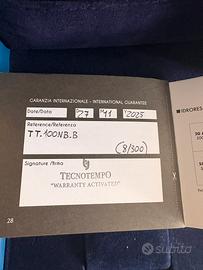 GARANZIA INTERNAZIONALE - INTERNATIONAL GUARANTEE
Date/Data
27
11
2025
Reference/Referenza
TT.100NB.B
(8/300)
Signature/Firma
TECNOTEMPO
"WARRANTY ACTIVATED"
28
IDRORES
subito